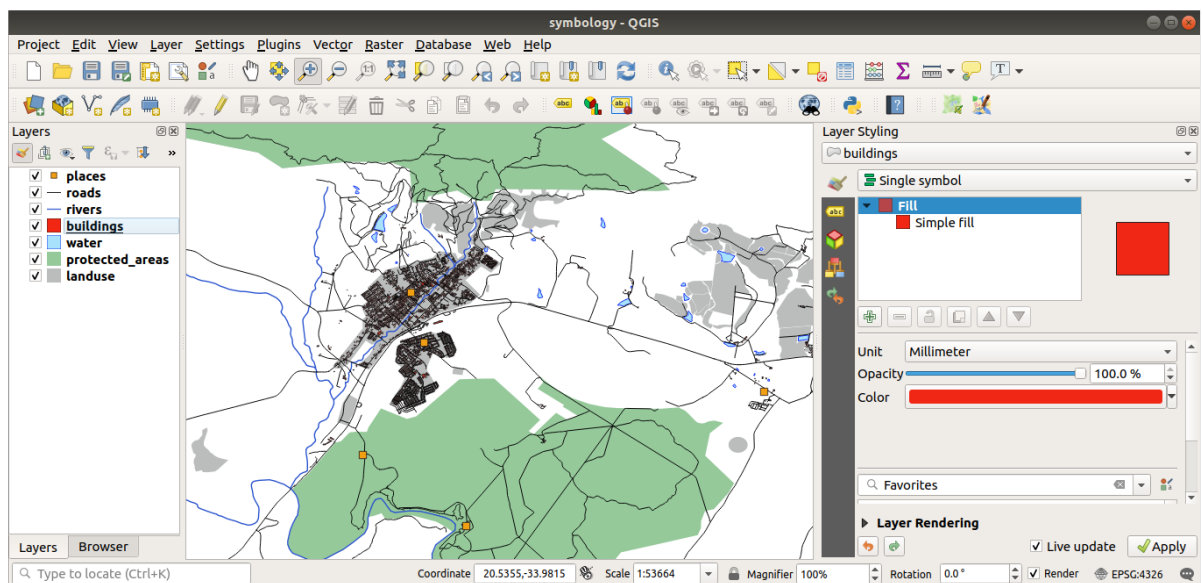 symbology - QGIS
Project Edit View Layer Settings Plugins Vector Raster Database Web Help
Layers
places
roads
rivers
buildings
water
protected_areas
landuse
Layers Browser
Layer Styling
buildings
Single symbol
Fill
Simple fill
Unit Millimeter
Opacity 100.0 %
Color
Favorites
Layer Rendering
Live update Apply
Type to locate (Ctrl+K) Coordinate 20.5355,-33.9815 Scale 1:53664 Magnifier 100% Rotation 0.0 ° Render EPSG:4326